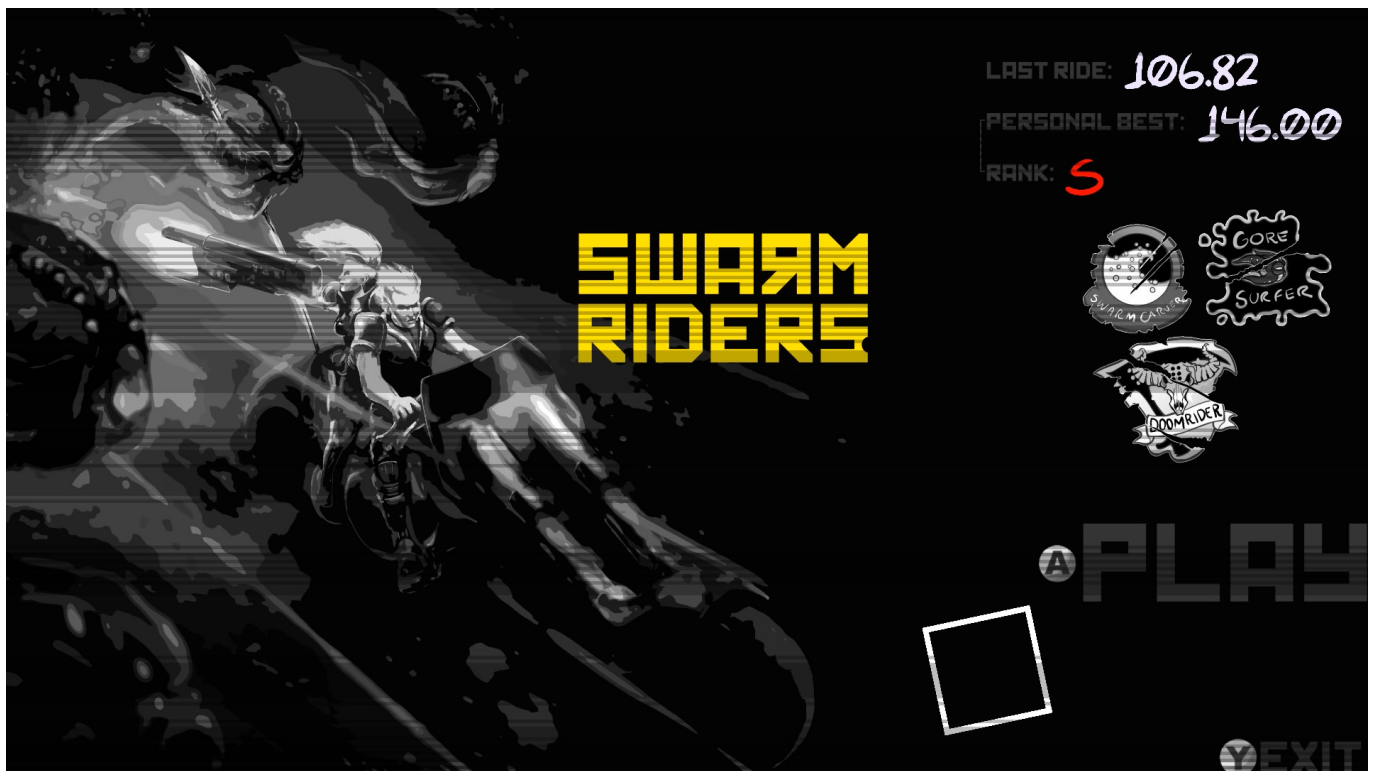 LAST RIDE: 106.82
PERSONAL BEST: 146.00
RANK: S
SWARM
RIDERS
SWARM CARVER
GORE
SURFER
DOOMRIDER
A PLAY
Y EXIT